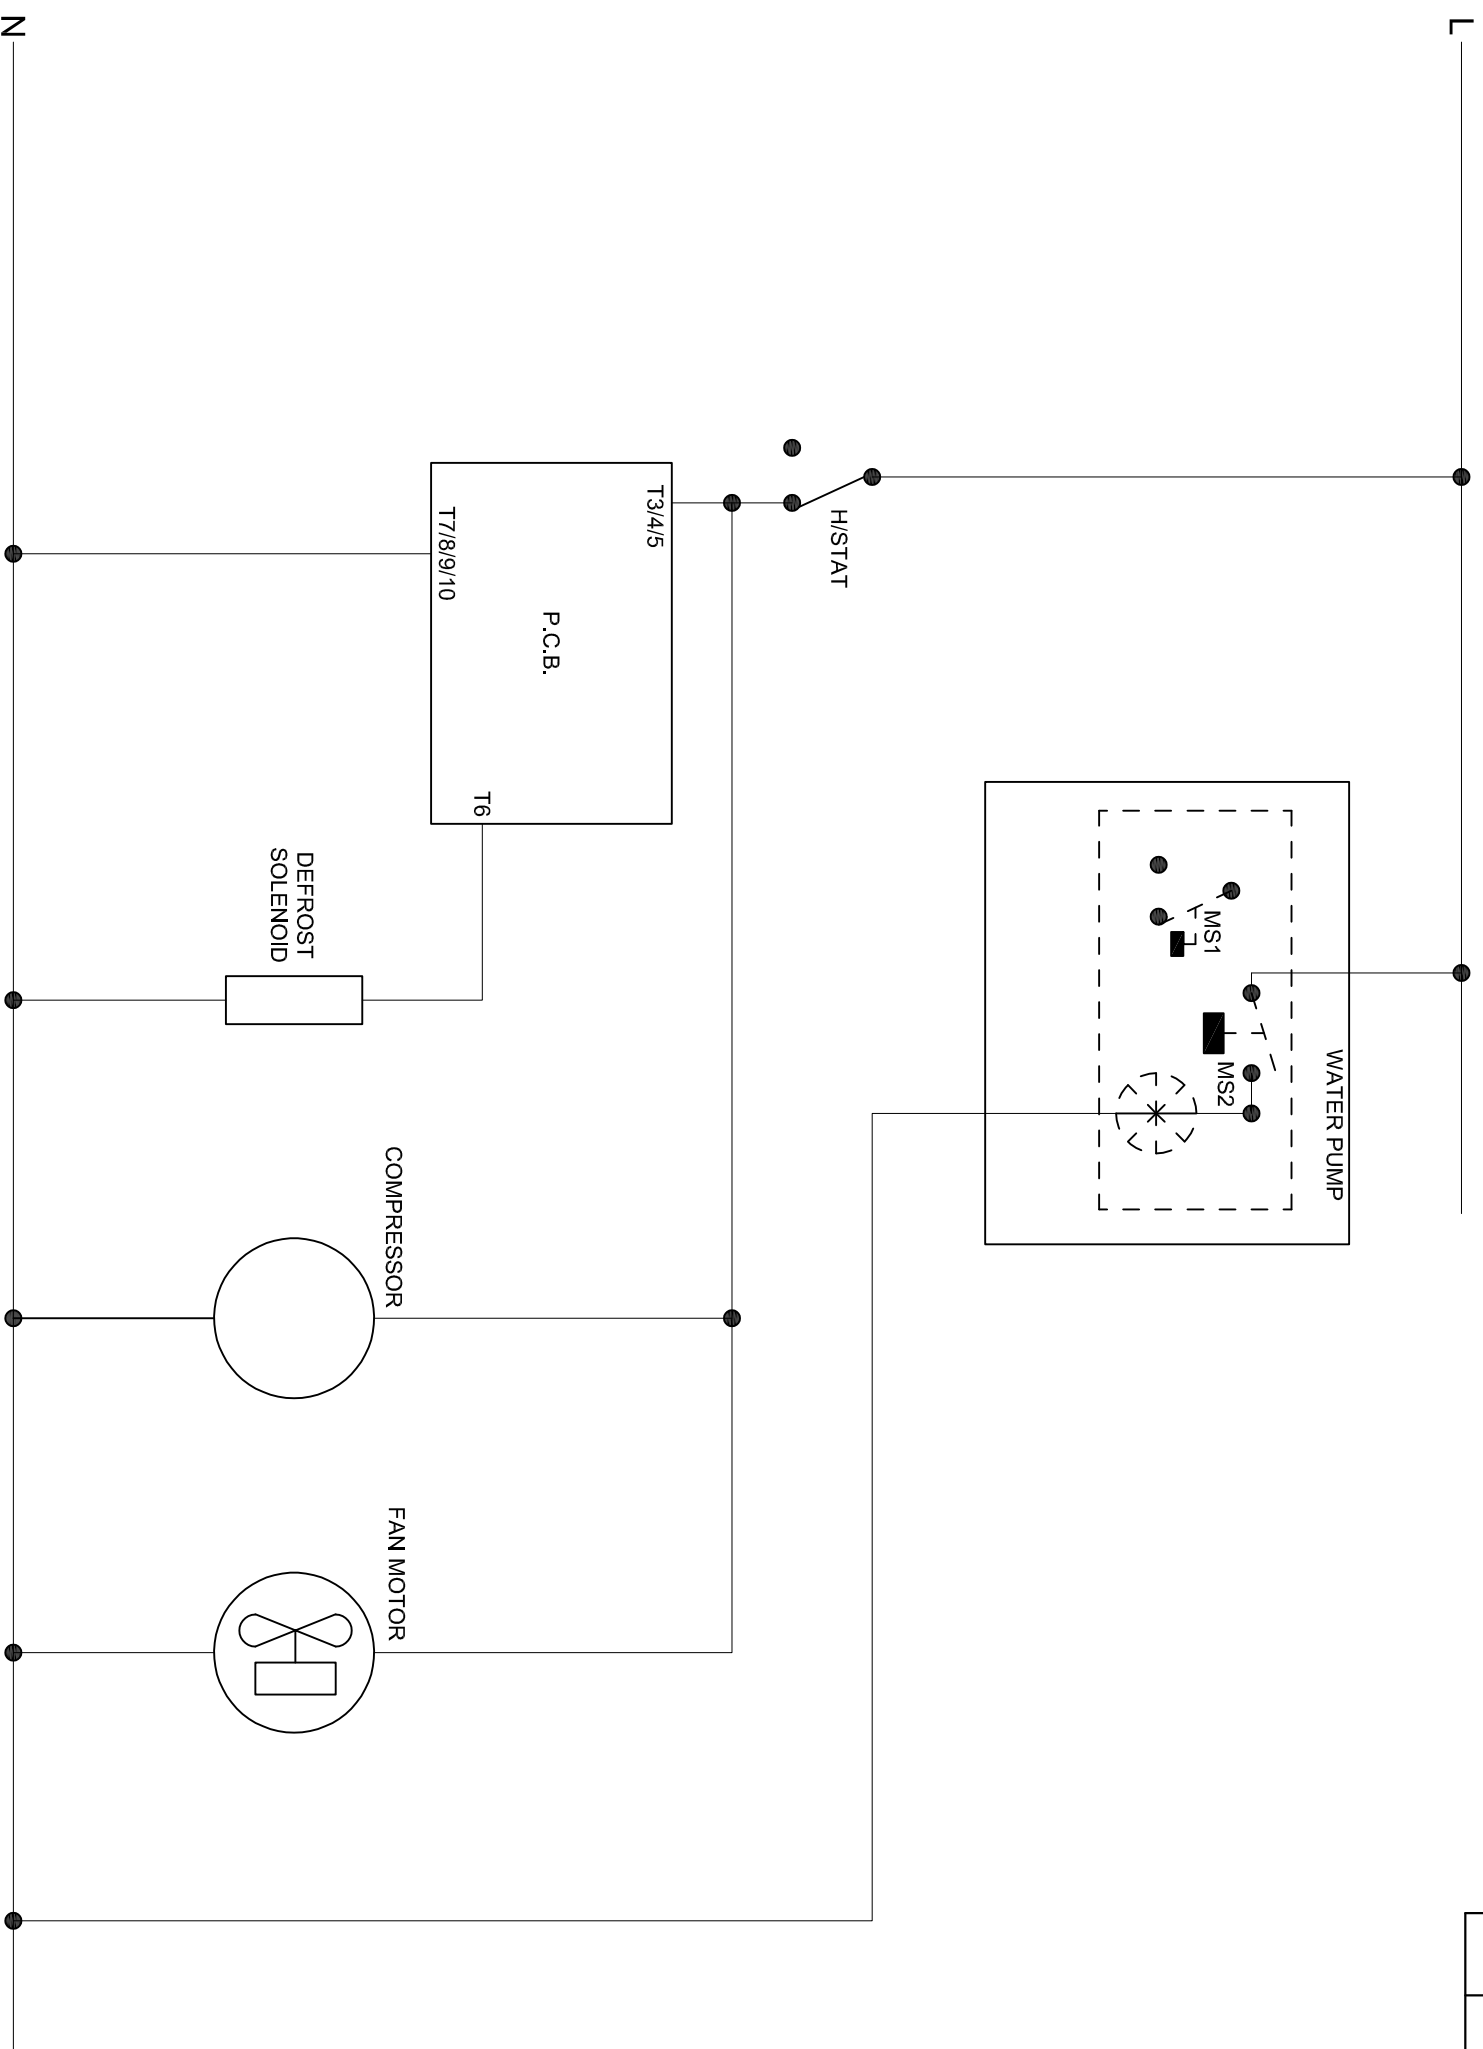 L
N
H/STAT
T3/4/5
T7/8/9/10
P.C.B.
T6
WATER PUMP
MS1
MS2
DEFROST
SOLENOID
COMPRESSOR
FAN MOTOR